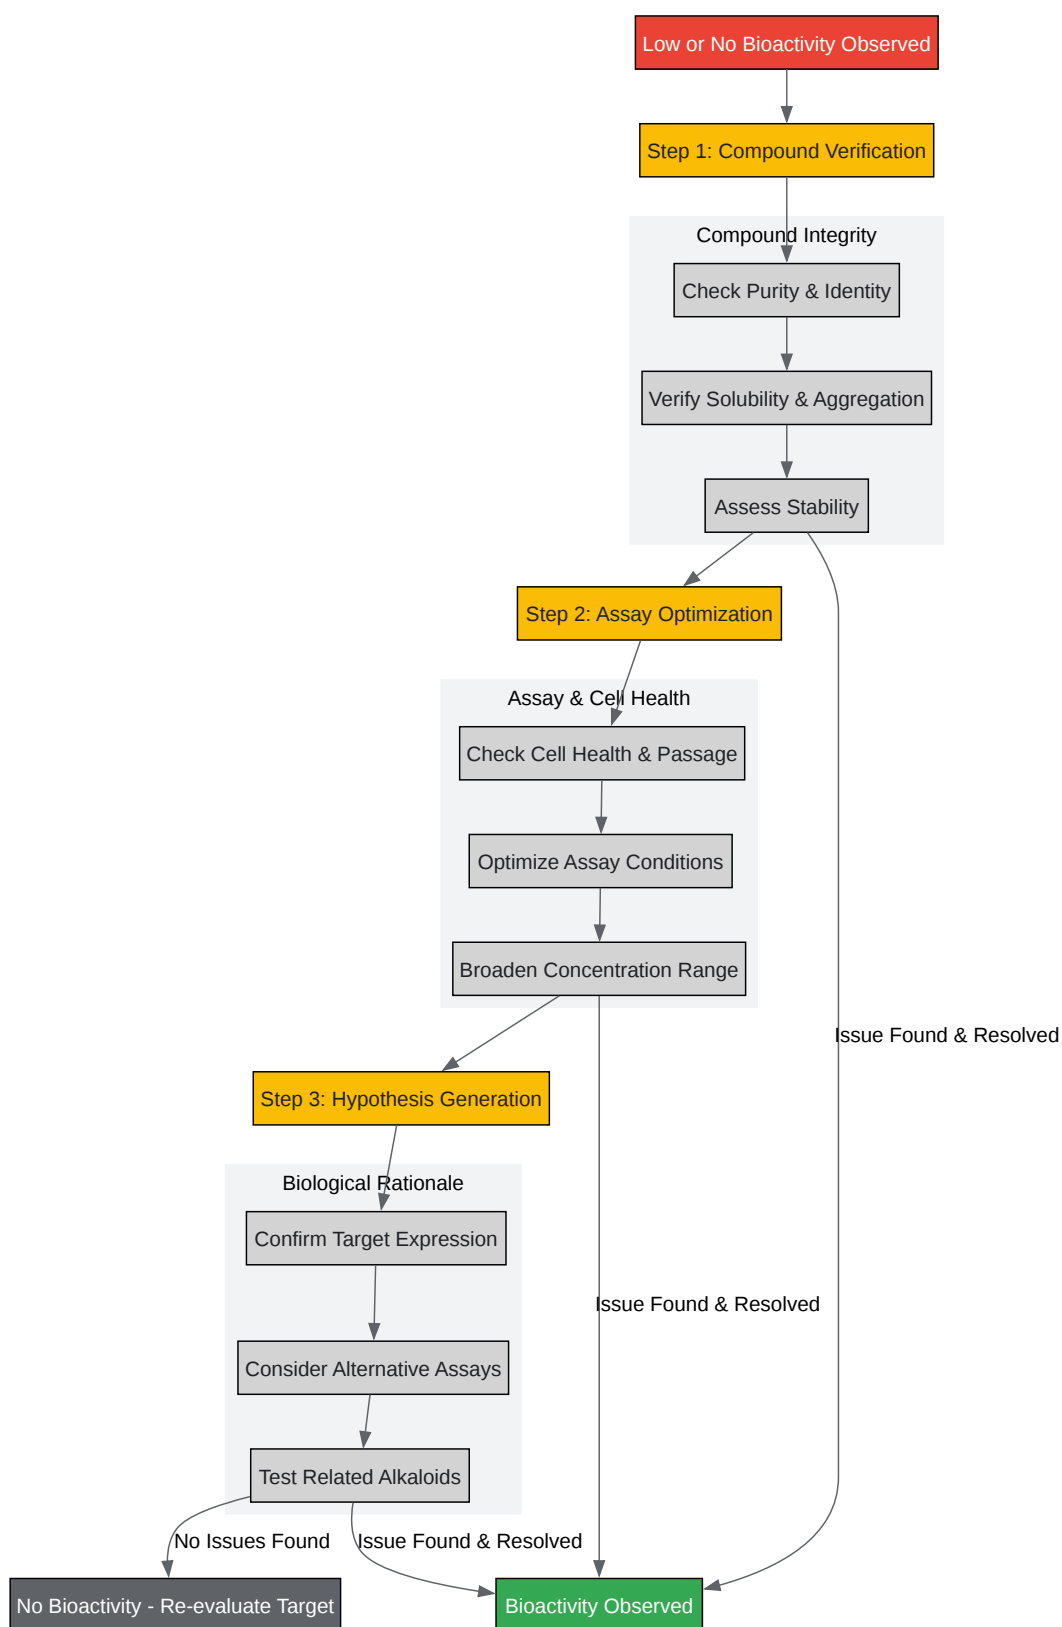 Low or No Bioactivity Observed
Step 1: Compound Verification
Compound Integrity
Check Purity & Identity
Verify Solubility & Aggregation
Assess Stability
Step 2: Assay Optimization
Assay & Cell Health
Check Cell Health & Passage
Optimize Assay Conditions
Broaden Concentration Range
Issue Found & Resolved
Step 3: Hypothesis Generation
Biological Rationale
Confirm Target Expression
Issue Found & Resolved
Consider Alternative Assays
Test Related Alkaloids
No Issues Found
Issue Found & Resolved
No Bioactivity - Re-evaluate Target
Bioactivity Observed